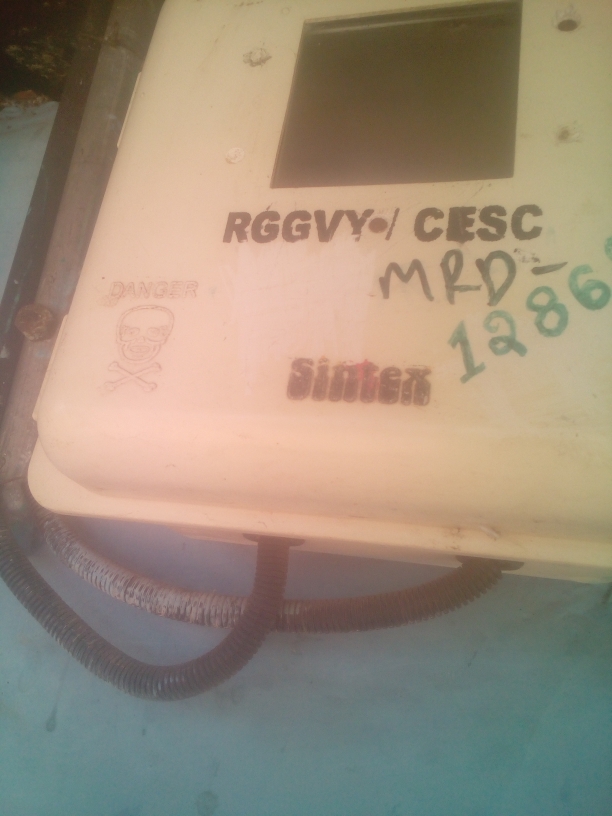 RGGVY / CESC
MRD-
DANGER
1286
Sintex